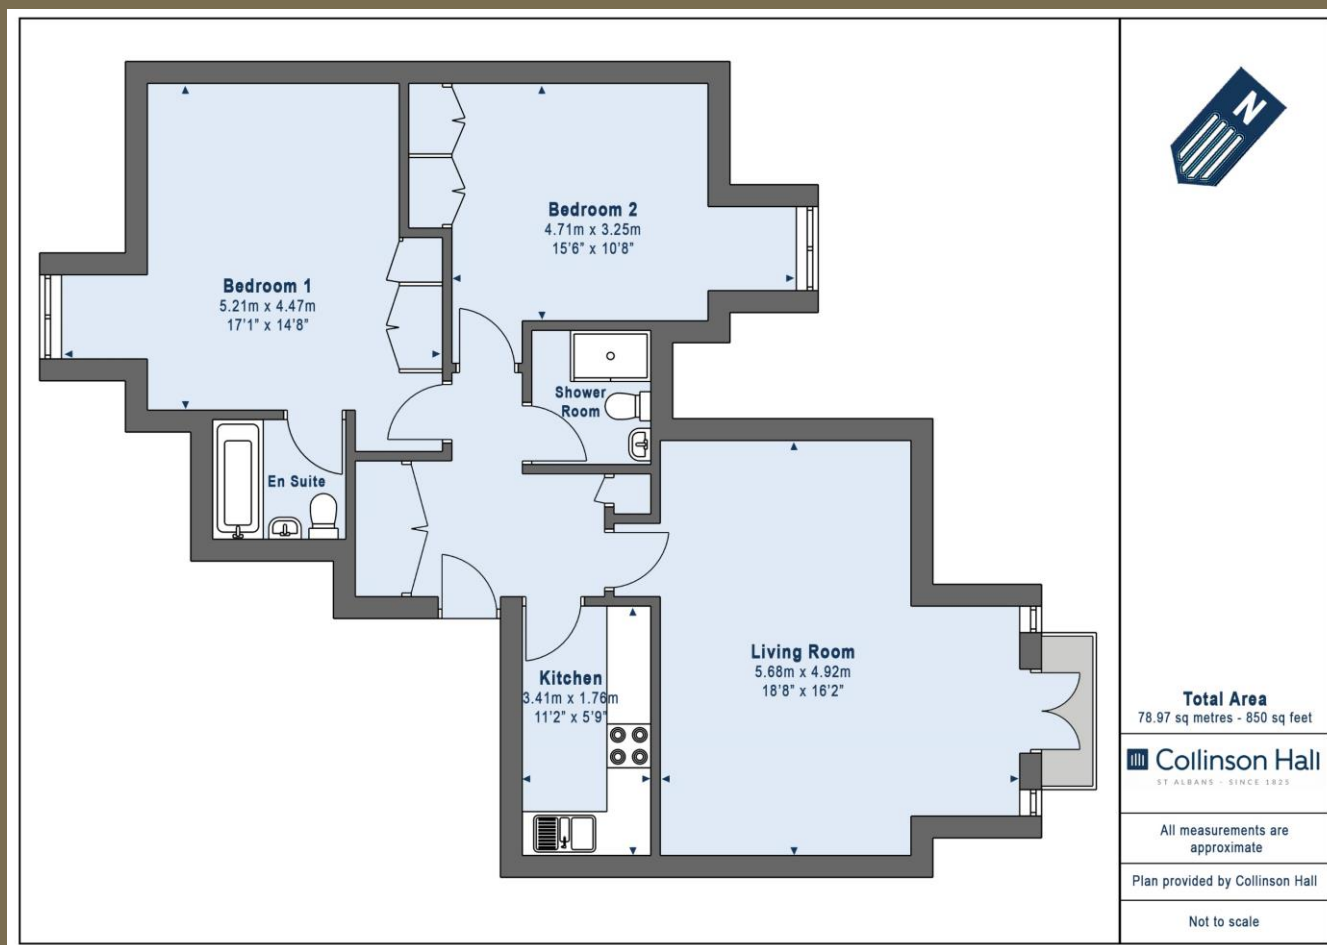 N
Bedroom 2
4.71m x 3.25m
15'6" x 10'8"
Bedroom 1
5.21m x 4.47m
17'1" x 14'8"
Shower
Room
En Suite
Living Room
5.68m x 4.92m
18'8" x 16'2"
Kitchen
3.41m x 1.76m
11'2" x 5'9"
Total Area
78.97 sq metres - 850 sq feet
Collinson Hall
ST ALBANS - SINCE 1825
All measurements are
approximate
Plan provided by Collinson Hall
Not to scale